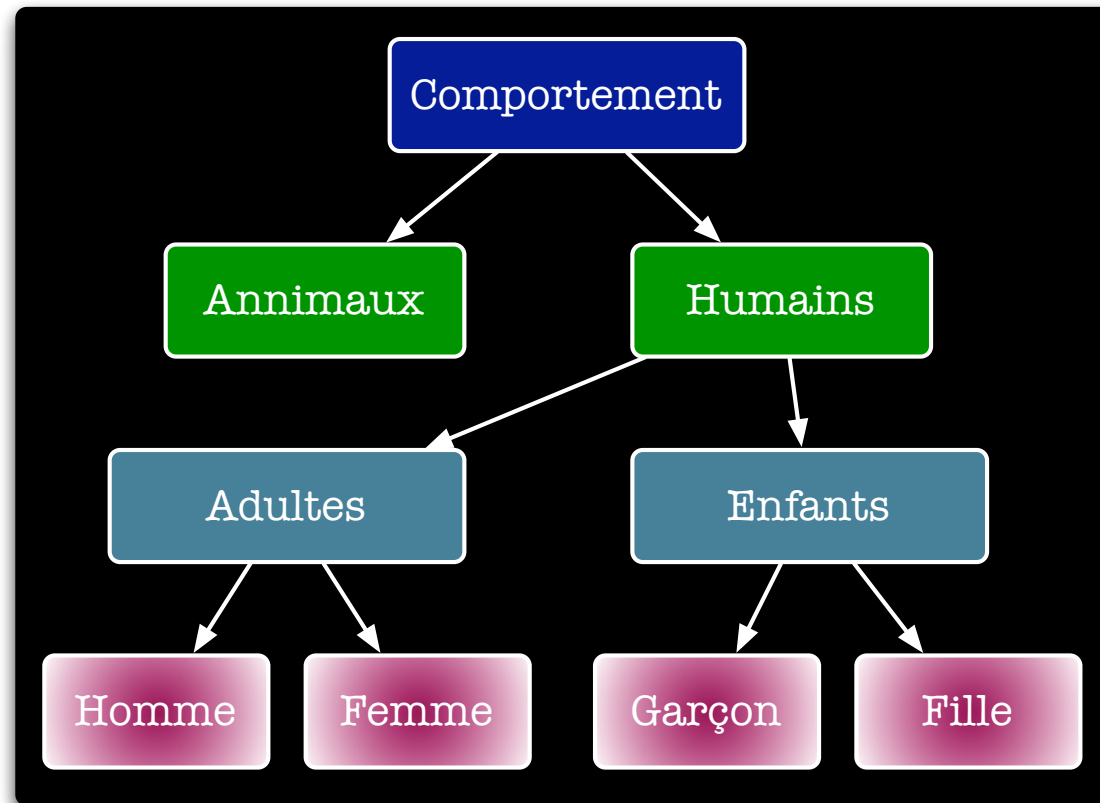 Comportement
Annimaux
Humains
Adultes
Enfants
Homme
Femme
Garçon
Fille